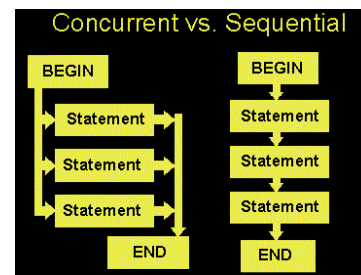 Concurrent vs. Sequential
BEGIN
Statement
Statement
Statement
END
BEGIN
Statement
Statement
Statement
END